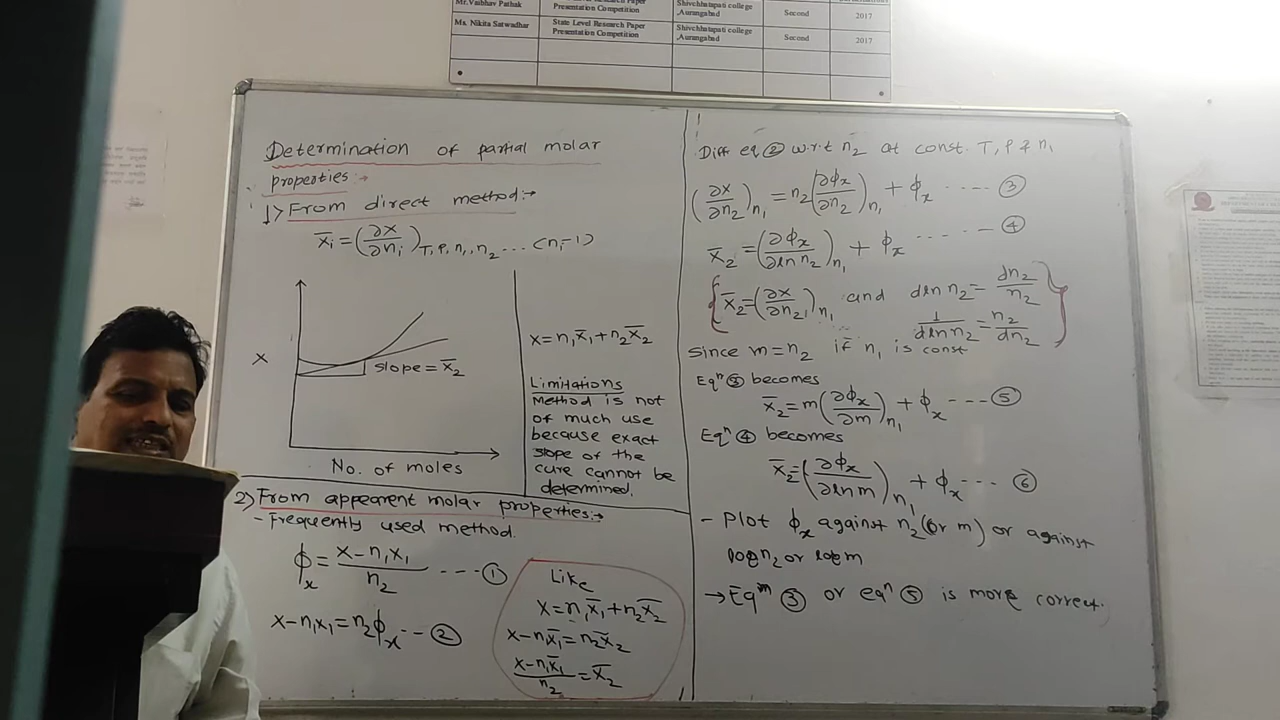 Mr.Vaibhav Pathak
Presentation Competition
Shivchhatapati college
,Aurangabad
Second
2017
Ms. Nikita Satwadhar
State Level Research Paper
Presentation Competition
Shivchhatapati college
,Aurangabad
Second
2017
Determination of partial molar
properties :-
1) From direct method:-
x̄i = (∂x/∂ni) T, P, n1, n2 ... (ni-1)
x
slope = x̄2
No. of moles
x = n1x̄1 + n2x̄2
Limitations
Method is not
of much use
because exact
slope of the
cure cannot be
determined.
2) From appearent molar properties:-
- Frequently used method.
ϕx = (x - n1x1)/n2 ---- ①
x - n1x1 = n2ϕx --- ②
Like
x = n1x̄1 + n2x̄2
x - n1x̄1 = n2x̄2
(x - n1x̄1)/n2 = x̄2
Diff eq ② w.r.t n2 at const. T, P & n1
(∂x/∂n2)n1 = n2(∂ϕx/∂n2)n1 + ϕx ---- ③
x̄2 = (∂ϕx/∂ln n2)n1 + ϕx ------ ④
{x̄2 = (∂x/∂n2)n1 and dln n2 = dn2/n2
1/dln n2 = n2/dn2}
since m = n2 if n1 is const
Eqn ③ becomes
x̄2 = m(∂ϕx/∂m)n1 + ϕx --- ⑤
Eqn ④ becomes
x̄2 = (∂ϕx/∂ln m)n1 + ϕx --- ⑥
- Plot ϕx against n2 (or m) or against
log n2 or log m
→ Eqn ③ or eqn ⑤ is more correct.